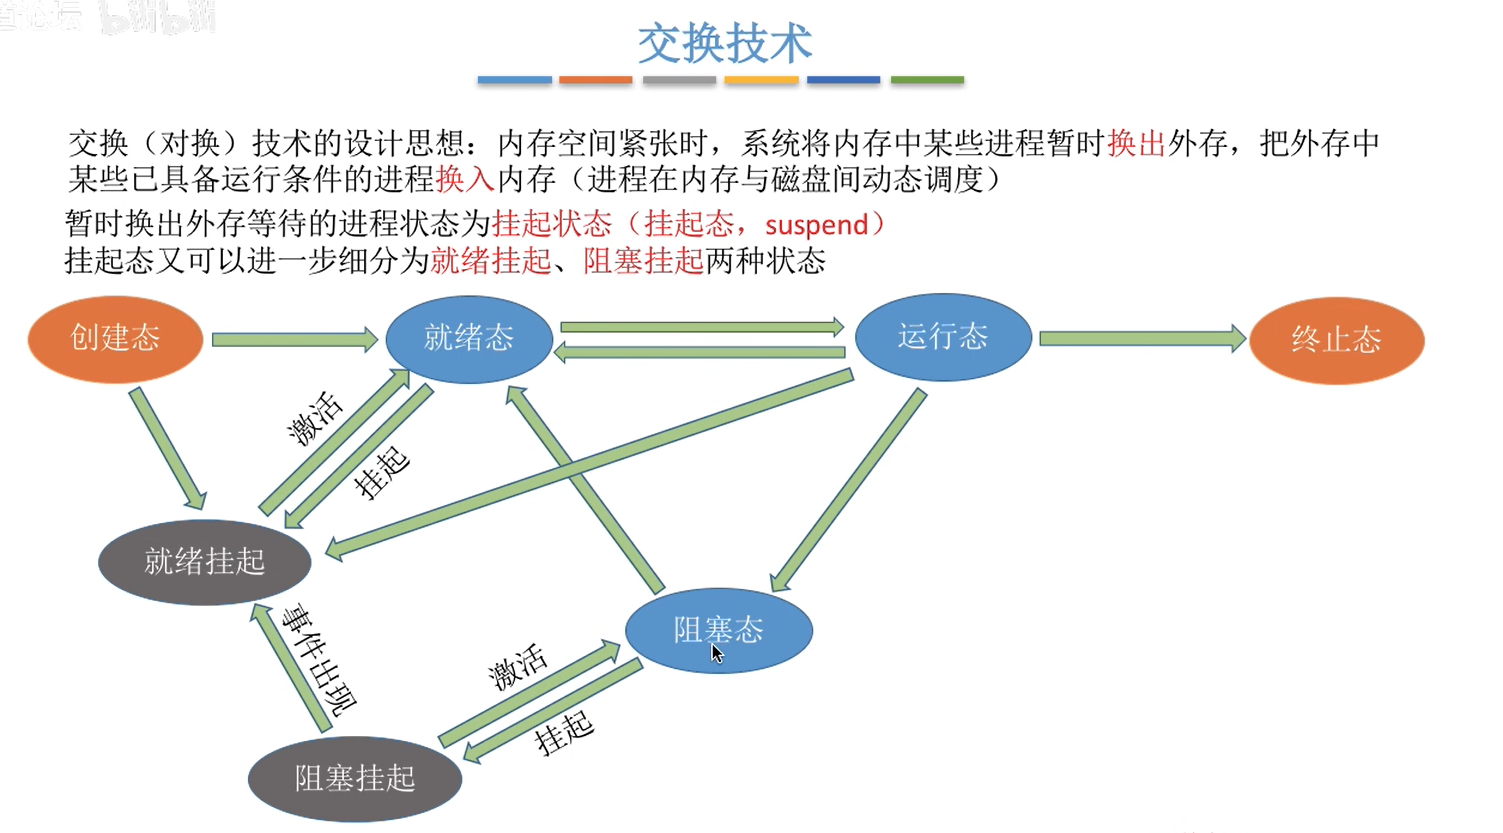 bilibili
交换技术
交换（对换）技术的设计思想：内存空间紧张时，系统将内存中某些进程暂时换出外存，把外存中
某些已具备运行条件的进程换入内存（进程在内存与磁盘间动态调度）
暂时换出外存等待的进程状态为挂起状态（挂起态，suspend）
挂起态又可以进一步细分为就绪挂起、阻塞挂起两种状态
创建态
就绪态
运行态
终止态
激活
挂起
就绪挂起
事件出现
阻塞态
激活
挂起
阻塞挂起